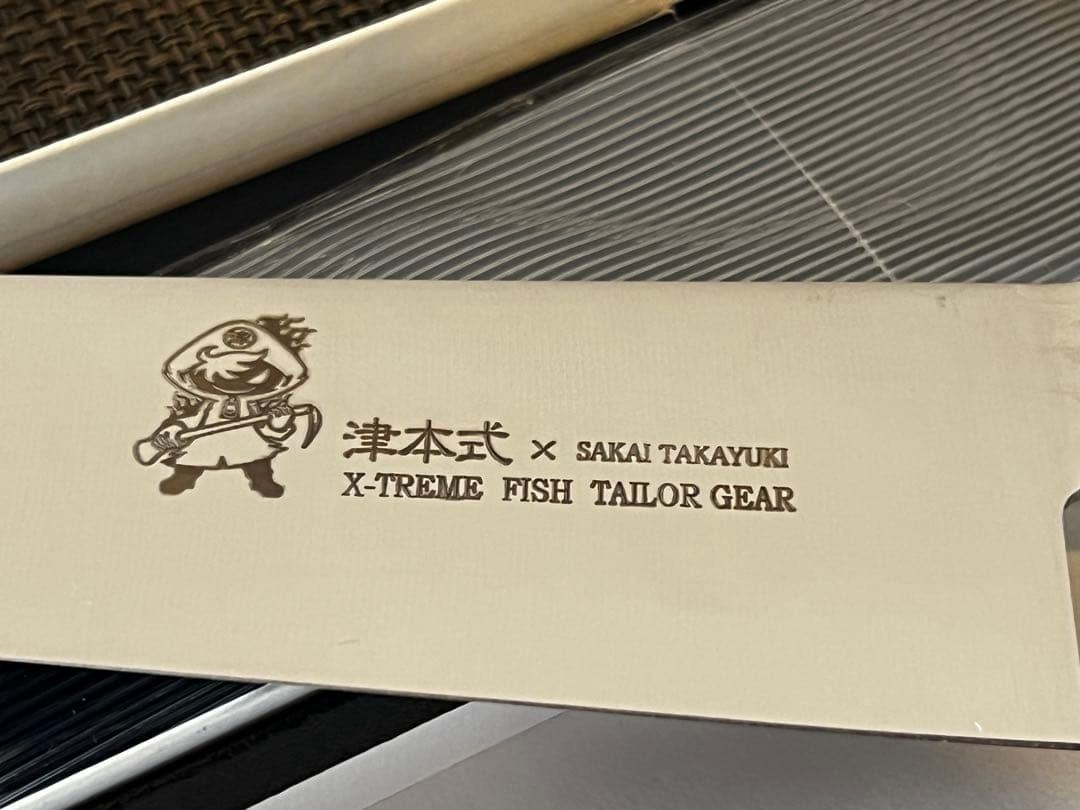 津本式 × SAKAI TAKAYUKI
X-TREME FISH TAILOR GEAR